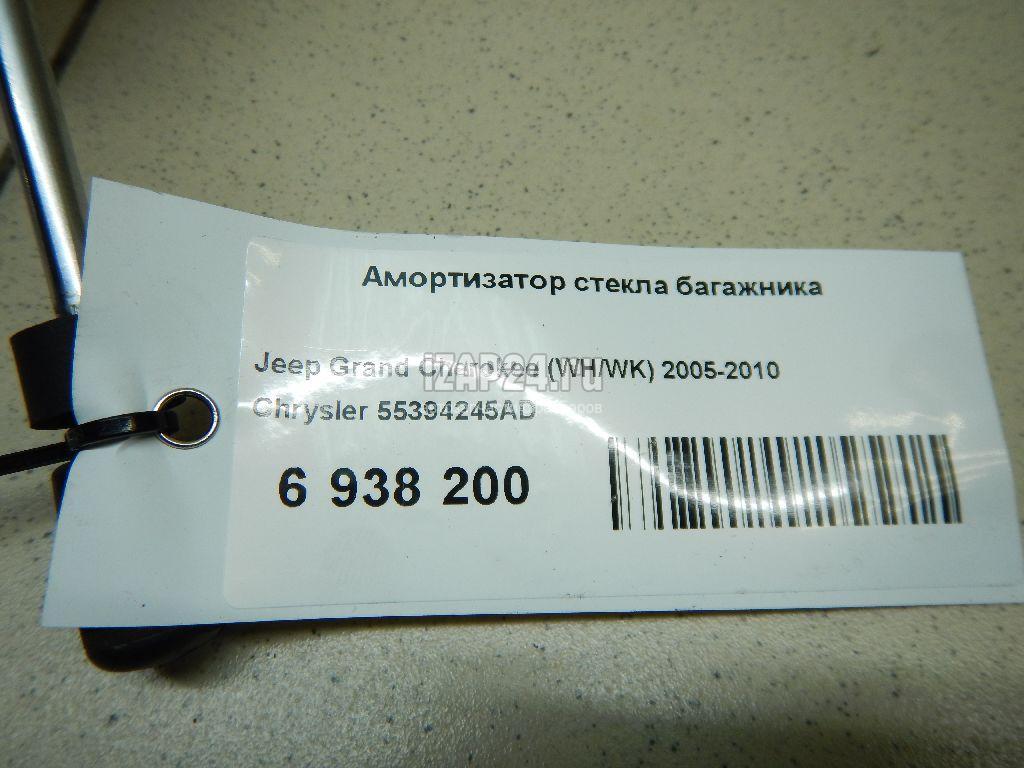 Амортизатор стекла багажника
Jeep Grand Cherokee (WH/WK) 2005-2010
iZAP24.ru
Chrysler 55394245AD
6 938 200